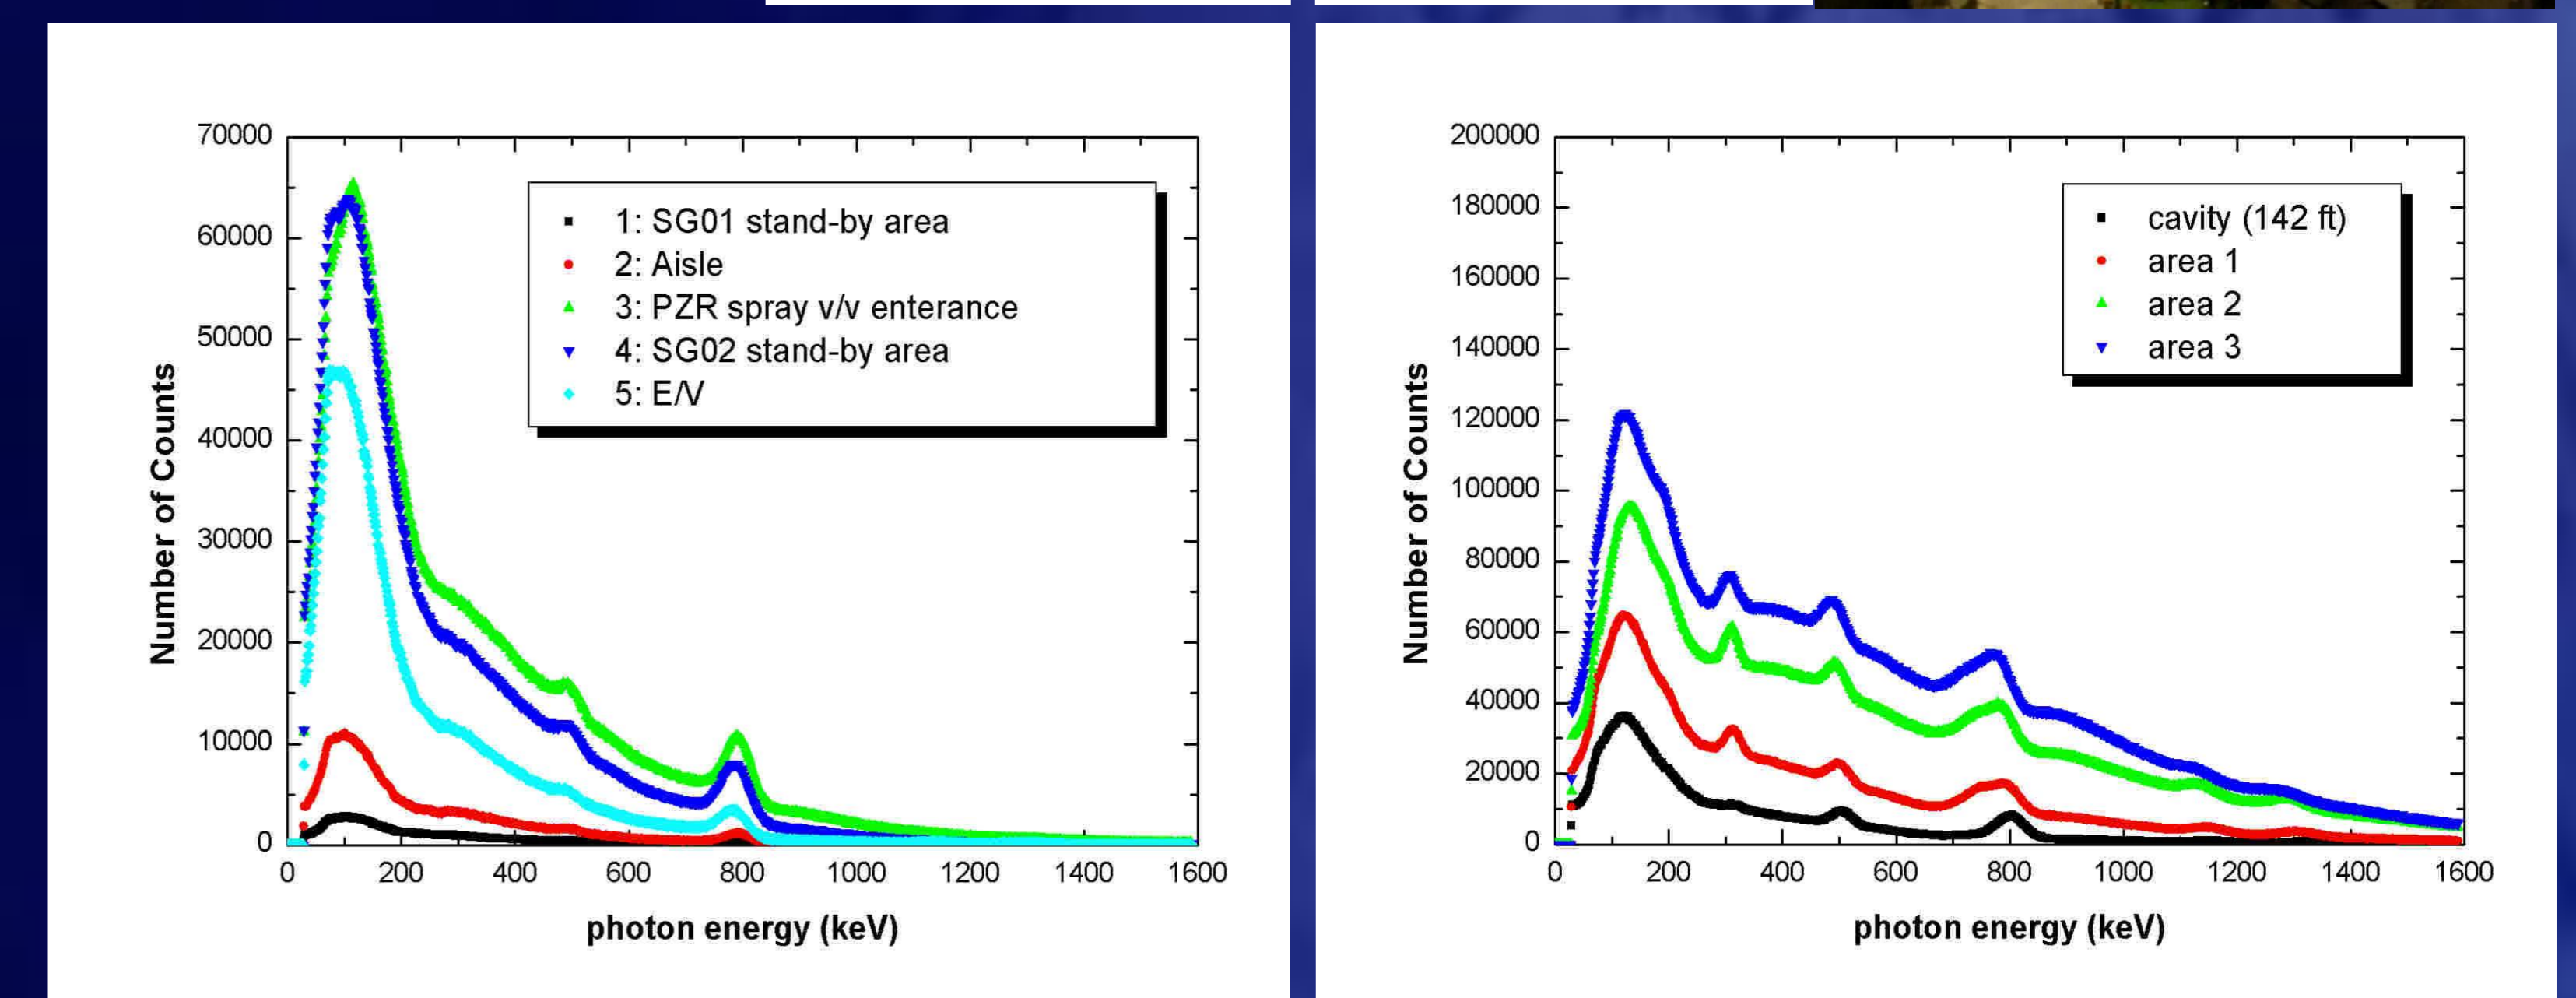 70000
60000
50000
40000
30000
20000
10000
0
Number of Counts
1: SG01 stand-by area
2: Aisle
3: PZR spray v/v enterance
4: SG02 stand-by area
5: E/V
0 200 400 600 800 1000 1200 1400 1600
photon energy (keV)
200000
180000
160000
140000
120000
100000
80000
60000
40000
20000
0
Number of Counts
cavity (142 ft)
area 1
area 2
area 3
0 200 400 600 800 1000 1200 1400 1600
photon energy (keV)